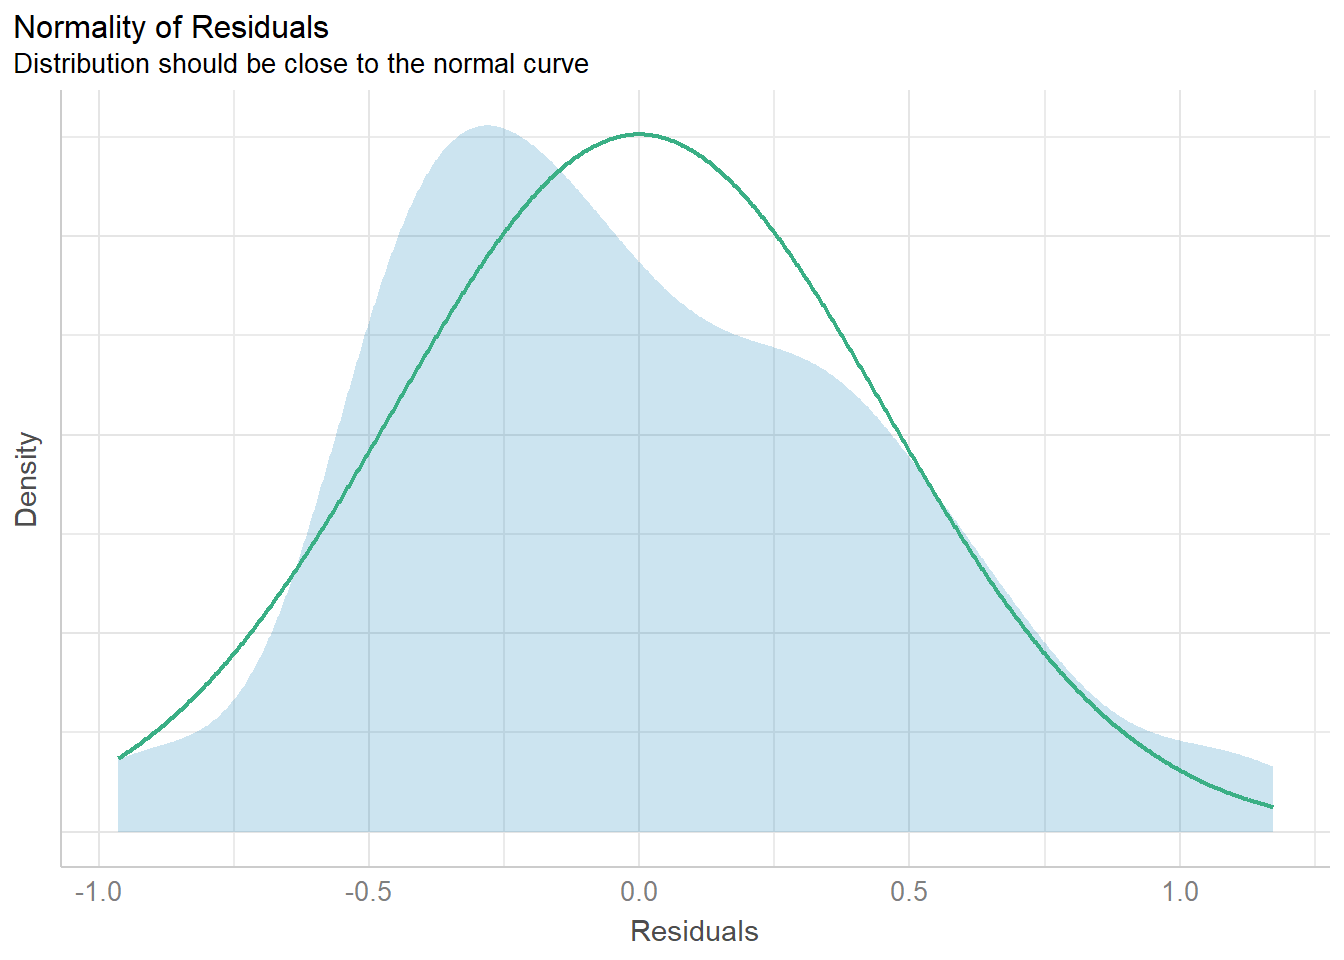 Normality of Residuals
Distribution should be close to the normal curve
Density
-1.0
-0.5
0.0
0.5
1.0
Residuals